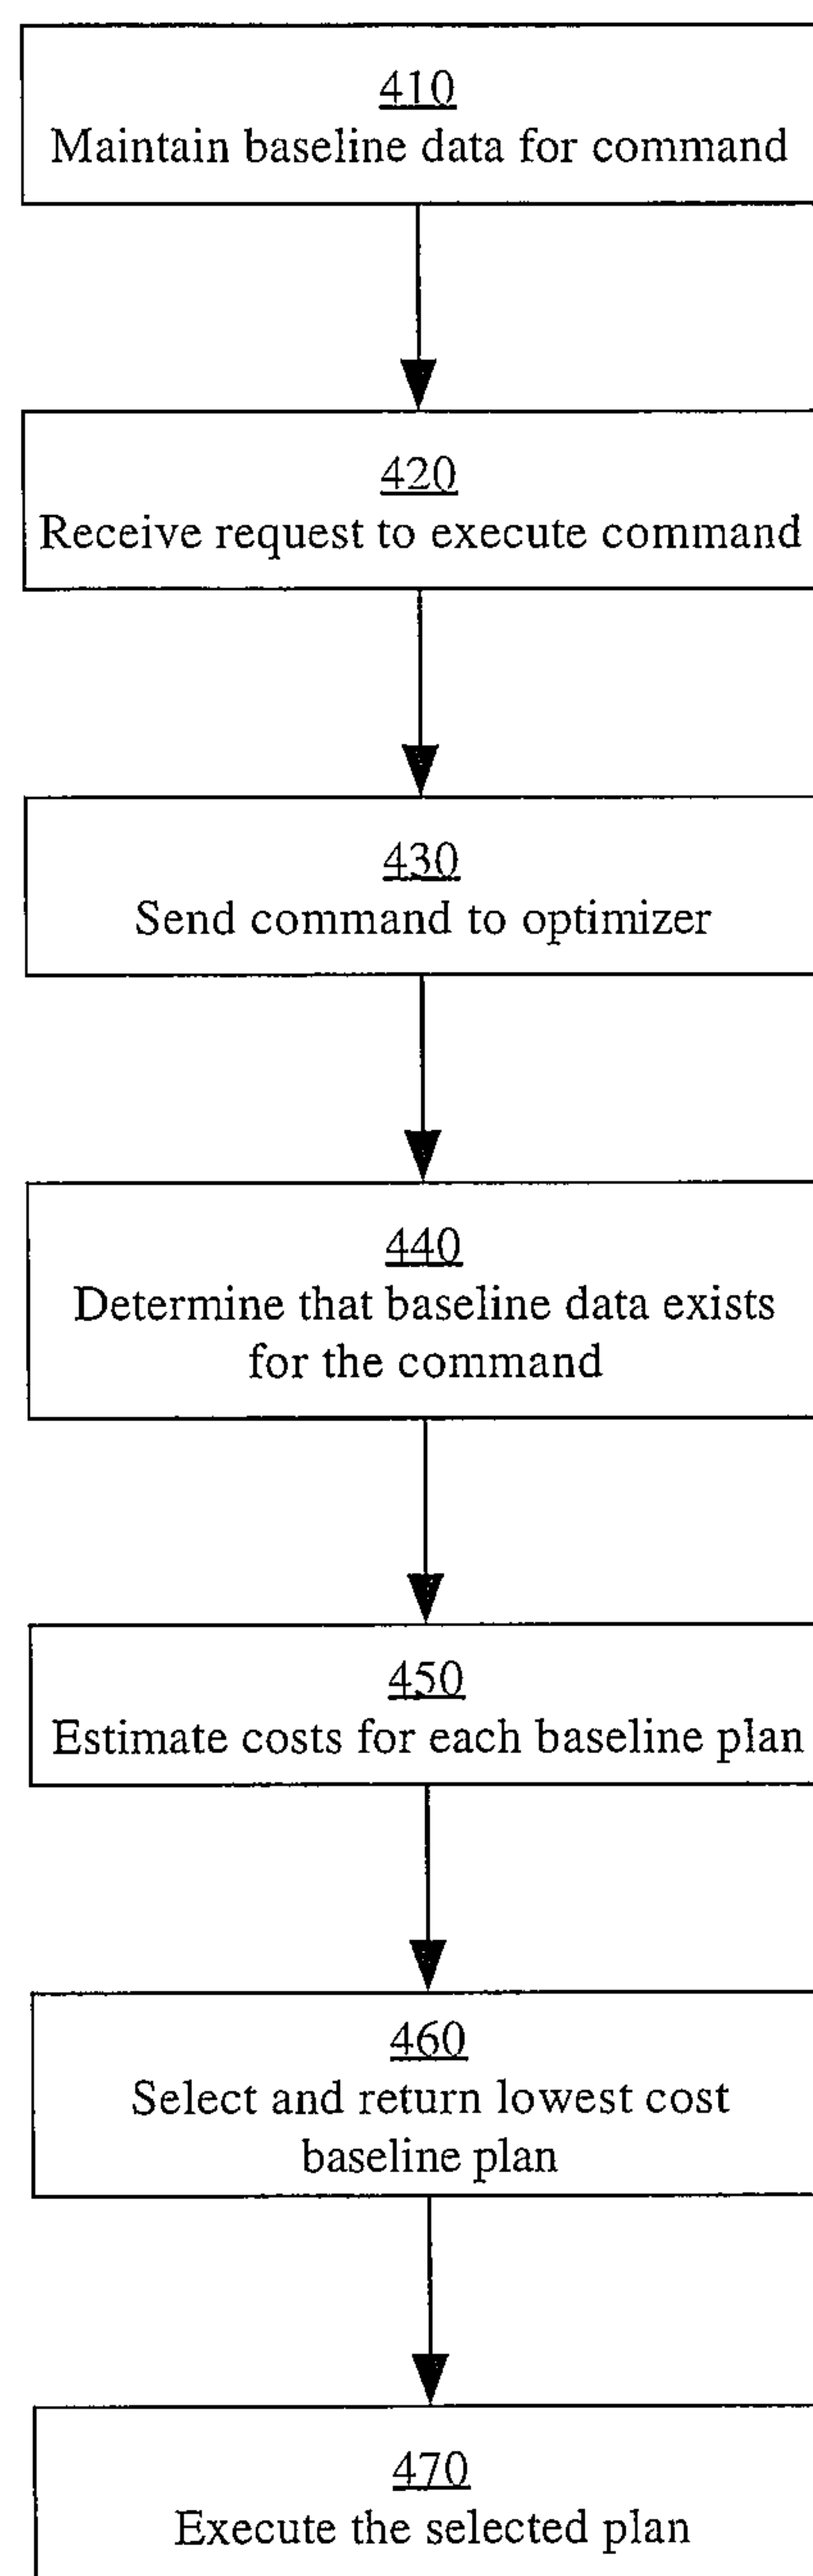 410
Maintain baseline data for command
420
Receive request to execute command
430
Send command to optimizer
440
Determine that baseline data exists
for the command
450
Estimate costs for each baseline plan
460
Select and return lowest cost
baseline plan
470
Execute the selected plan